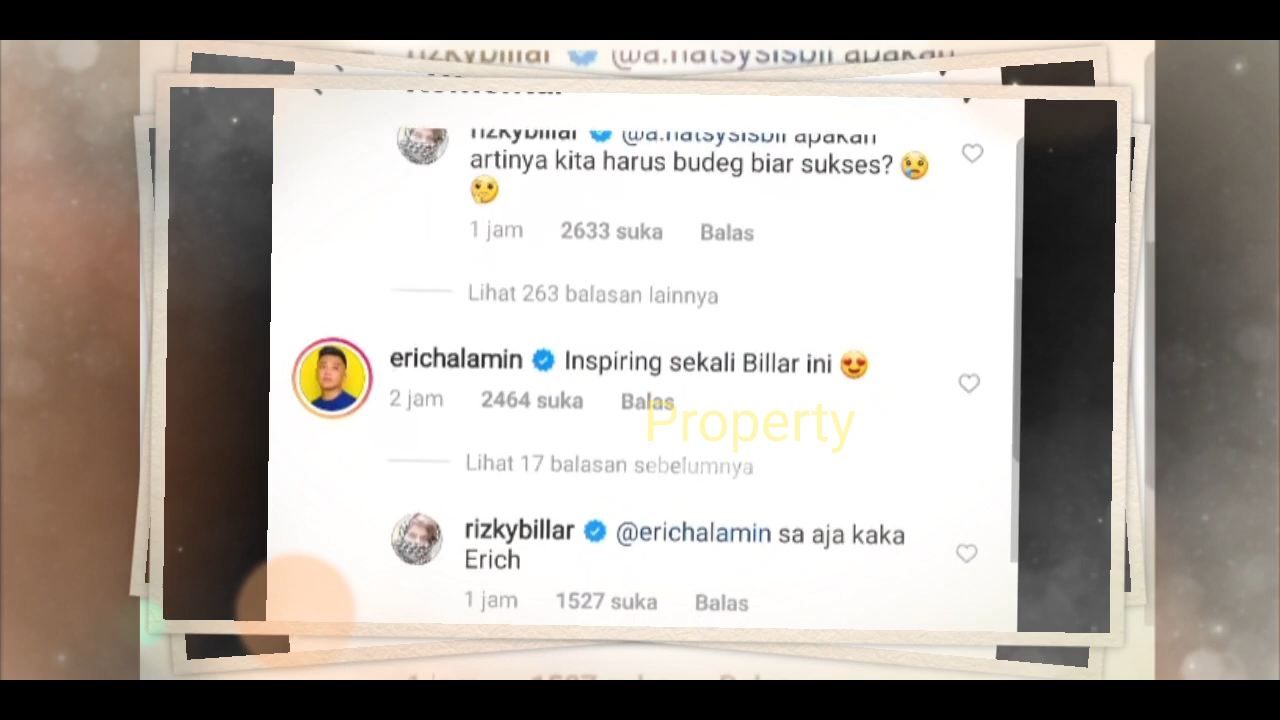 rizkybillar
apakah
artinya kita harus budeg biar sukses? 😢
🤔
1 jam 2633 suka Balas
Lihat 263 balasan lainnya
erichalamin Inspiring sekali Billar ini 😍
2 jam 2464 suka Balas
Property
Lihat 17 balasan sebelumnya
rizkybillar @erichalamin sa aja kaka
Erich
1 jam 1527 suka Balas